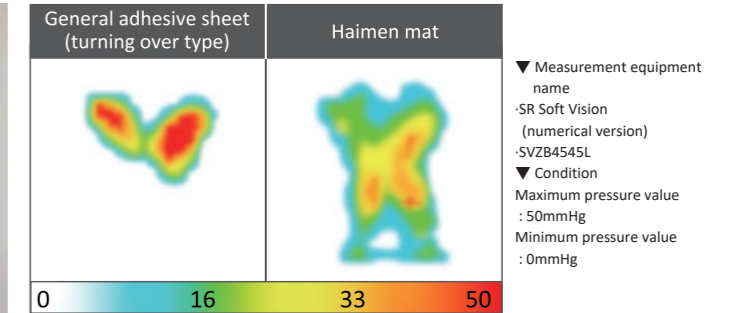 General adhesive sheet
(turning over type)
Haimen mat
▼ Measurement equipment
name
·SR Soft Vision
(numerical version)
·SVZB4545L
▼ Condition
Maximum pressure value
: 50mmHg
Minimum pressure value
: 0mmHg
0 16 33 50